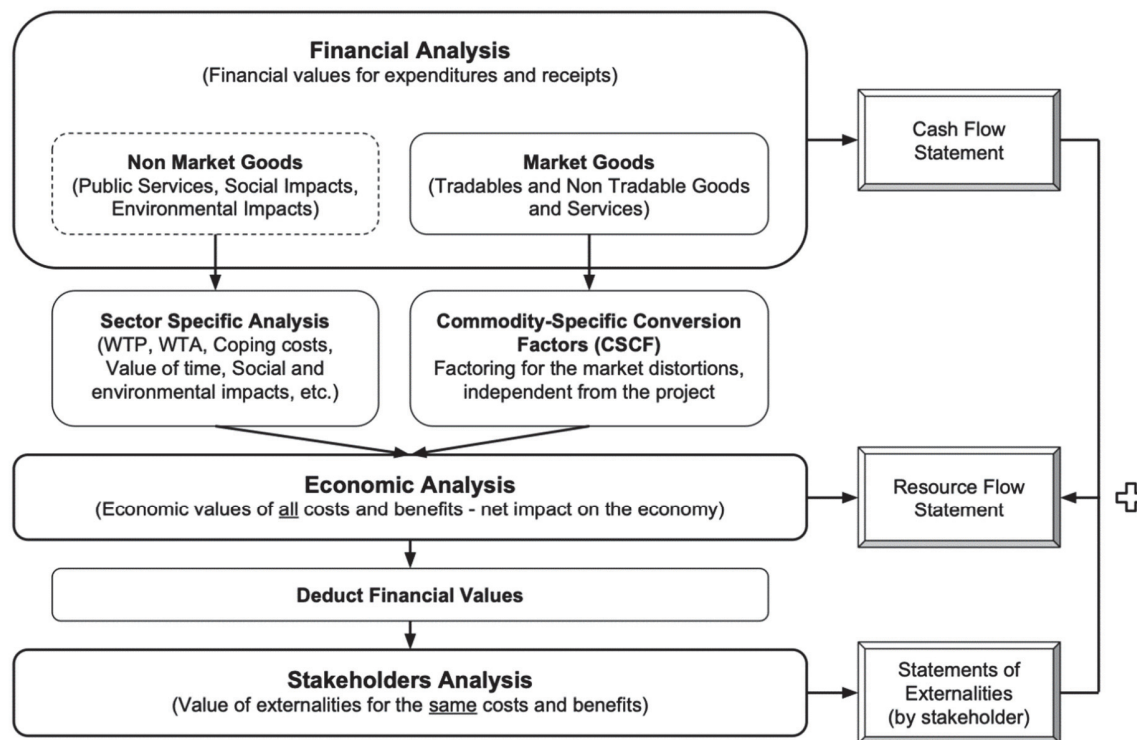 Financial Analysis
(Financial values for expenditures and receipts)
Cash Flow
Statement
Non Market Goods
(Public Services, Social Impacts,
Environmental Impacts)
Market Goods
(Tradables and Non Tradable Goods
and Services)
Sector Specific Analysis
(WTP, WTA, Coping costs,
Value of time, Social and
environmental impacts, etc.)
Commodity-Specific Conversion
Factors (CSCF)
Factoring for the market distortions,
independent from the project
Economic Analysis
(Economic values of all costs and benefits - net impact on the economy)
Resource Flow
Statement
Deduct Financial Values
Stakeholders Analysis
(Value of externalities for the same costs and benefits)
Statements of
Externalities
(by stakeholder)